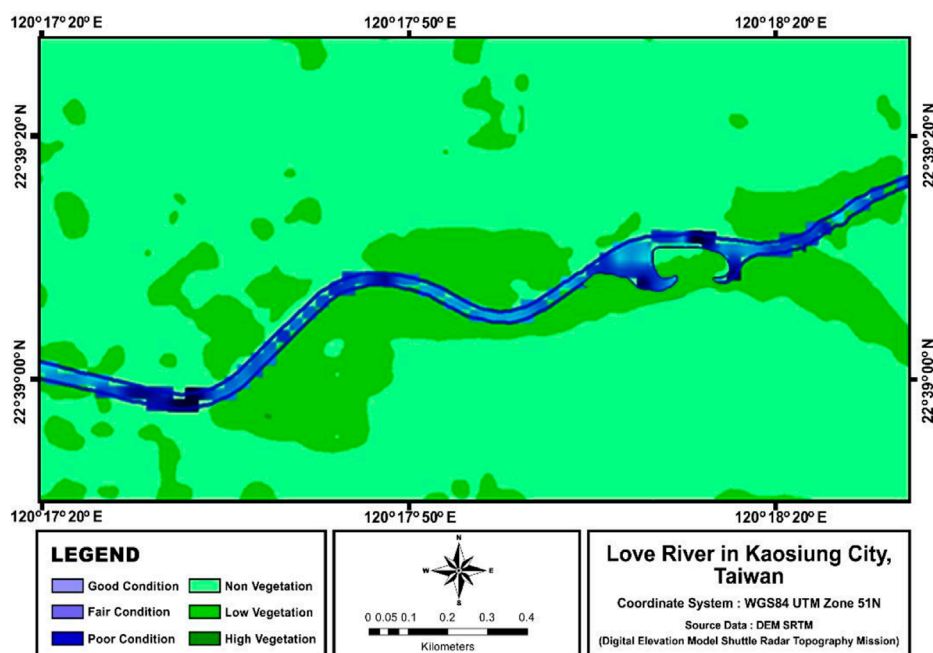 120°17'20" E
120°17'50" E
120°18'20" E
22°39'20" N
22°39'20" N
22°39'00" N
22°39'00" N
120°17'20" E
120°17'50" E
120°18'20" E
LEGEND
Good Condition
Non Vegetation
Fair Condition
Low Vegetation
Poor Condition
High Vegetation
N
W
E
S
0 0.05 0.1 0.2 0.3 0.4
Kilometers
Love River in Kaosiung City,
Taiwan
Coordinate System : WGS84 UTM Zone 51N
Source Data : DEM SRTM
(Digital Elevation Model Shuttle Radar Topography Mission)